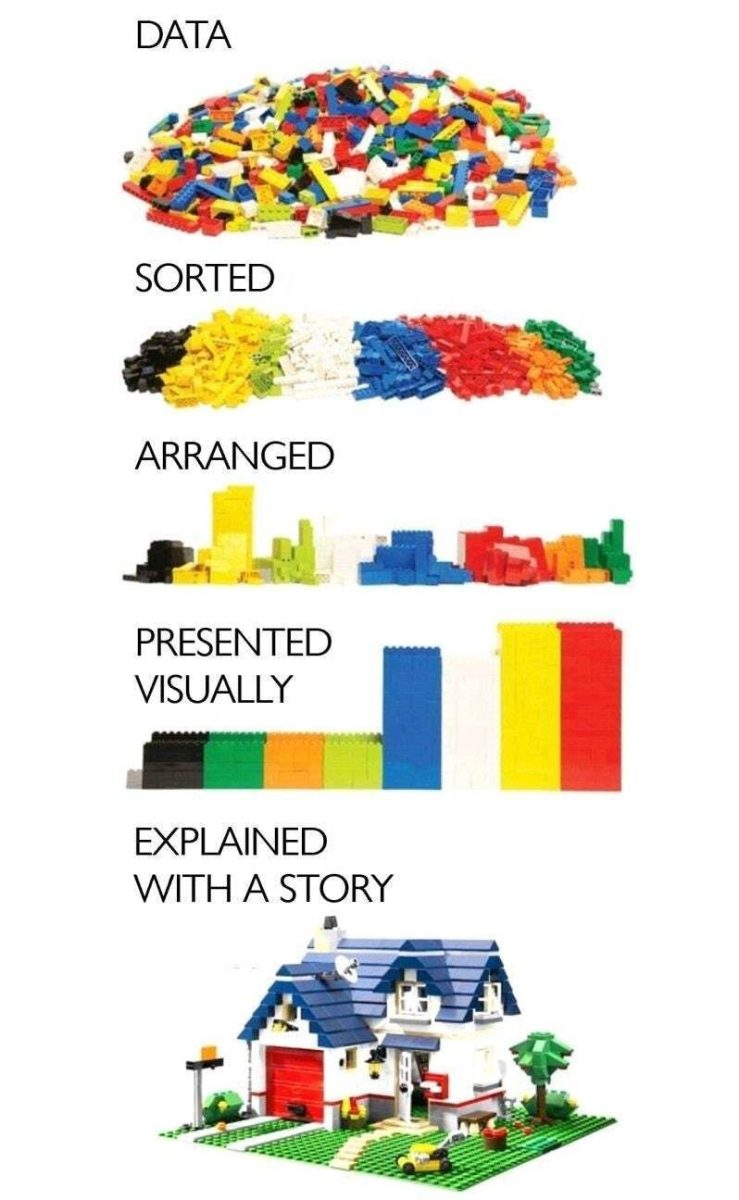 DATA
SORTED
ARRANGED
PRESENTED
VISUALLY
EXPLAINED
WITH A STORY